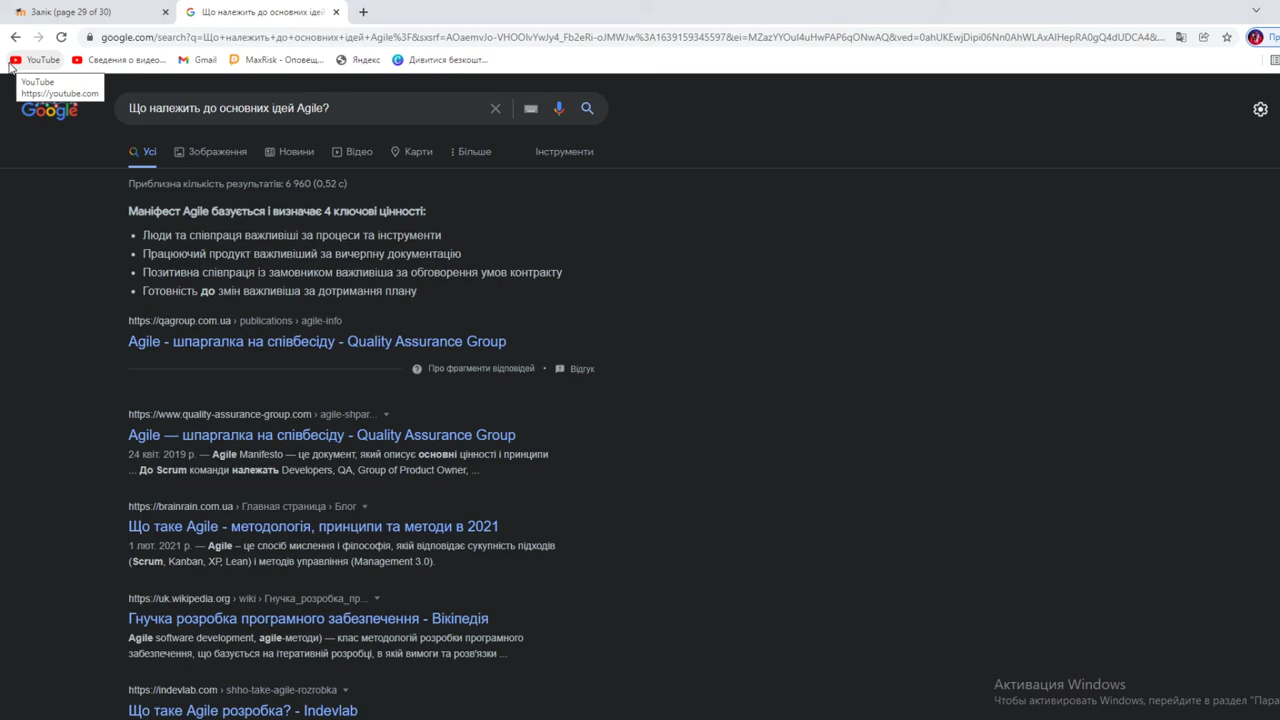 Залік (page 29 of 30)
Що належить до основних ідей
google.com/search?q=Що+належить+до+основних+ідей+Agile%3F&sxsrf=AOaemvJo-VHOOlvYwJy4_Fb2eRi-oJMWJw%3A1639159345597&ei=MZazYYOuI4uHwPAP6qONwAQ&ved=0ahUKEwjDipi06Nn0AhWLAxAIHepRA0gQ4dUDCA4&...
YouTube
Сведения о видео...
Gmail
MaxRisk - Оповещ...
Яндекс
Дивитися безкошт...
YouTube
https://youtube.com
Google
Що належить до основних ідей Agile?
Усі
Зображення
Новини
Відео
Карти
Більше
Інструменти
Приблизна кількість результатів: 6 960 (0,52 с)
Маніфест Agile базується і визначає 4 ключові цінності:
• Люди та співпраця важливіші за процеси та інструменти
• Працюючий продукт важливіший за вичерпну документацію
• Позитивна співпраця із замовником важливіша за обговорення умов контракту
• Готовність до змін важливіша за дотримання плану
https://qagroup.com.ua › publications › agile-info
Agile - шпаргалка на співбесіду - Quality Assurance Group
Про фрагменти відповідей • Відгук
https://www.quality-assurance-group.com › agile-shpar...
Agile — шпаргалка на співбесіду - Quality Assurance Group
24 квіт. 2019 р. — Agile Manifesto — це документ, який описує основні цінності і принципи
... До Scrum команди належать Developers, QA, Group of Product Owner, ...
https://brainrain.com.ua › Главная страница › Блог
Що таке Agile - методологія, принципи та методи в 2021
1 лют. 2021 р. — Agile – це спосіб мислення і філософія, якій відповідає сукупність підходів
(Scrum, Kanban, XP, Lean) і методів управління (Management 3.0).
https://uk.wikipedia.org › wiki › Гнучка_розробка_пр...
Гнучка розробка програмного забезпечення - Вікіпедія
Agile software development, agile-методи) — клас методологій розробки програмного
забезпечення, що базується на ітеративній розробці, в якій вимоги та розв'язки ...
https://indevlab.com › shho-take-agile-rozrobka
Що таке Agile розробка? - Indevlab
Активация Windows
Чтобы активировать Windows, перейдите в раздел "Пара